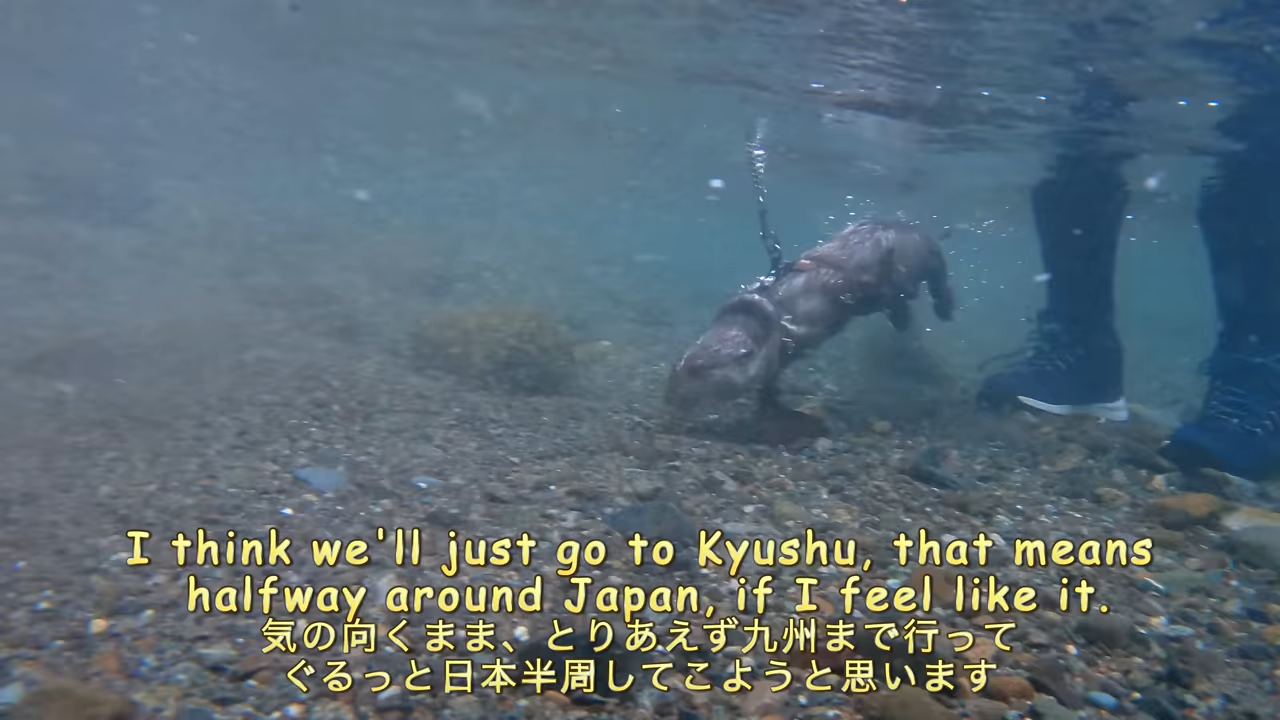 I think we'll just go to Kyushu, that means
halfway around Japan, if I feel like it.
気の向くまま、とりあえず九州まで行って
ぐるっと日本半周してこようと思います